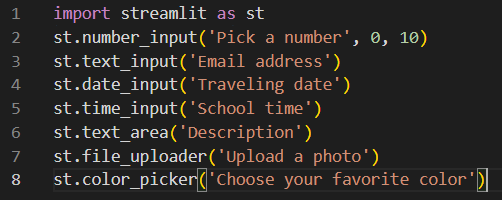 1 import streamlit as st
2 st.number_input('Pick a number', 0, 10)
3 st.text_input('Email address')
4 st.date_input('Traveling date')
5 st.time_input('School time')
6 st.text_area('Description')
7 st.file_uploader('Upload a photo')
8 st.color_picker('Choose your favorite color')